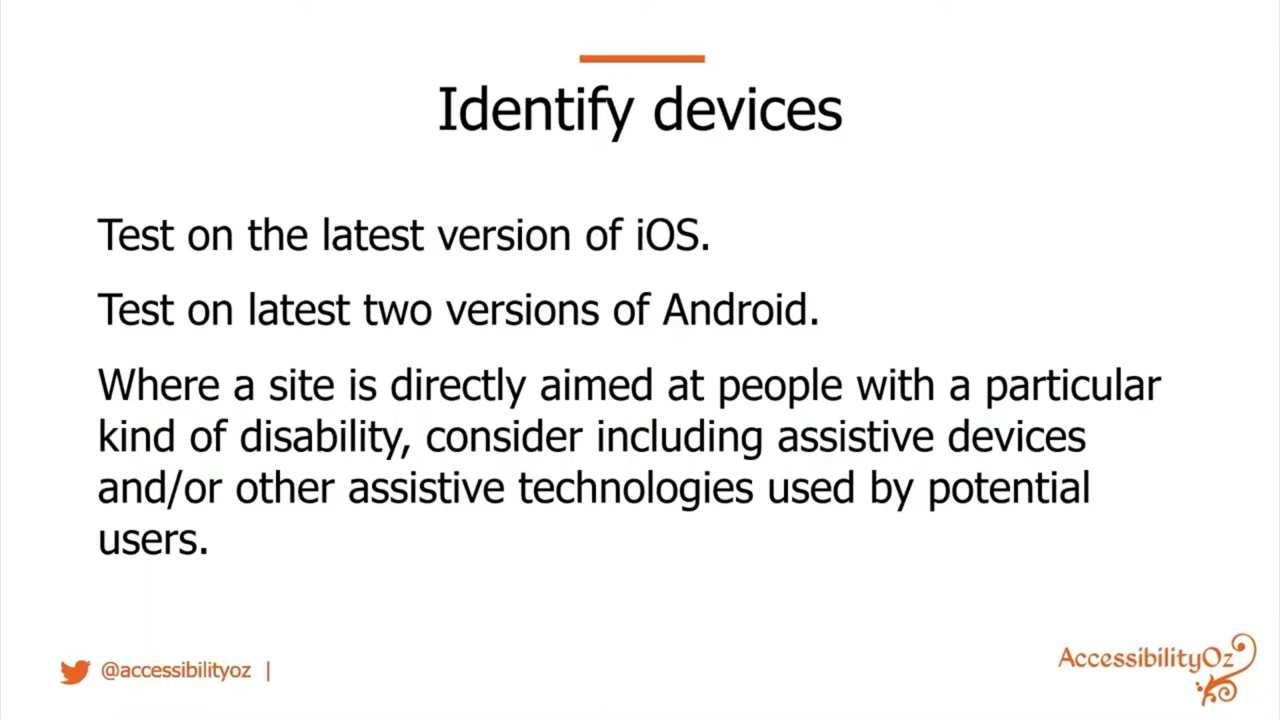 Identify devices
Test on the latest version of iOS.
Test on latest two versions of Android.
Where a site is directly aimed at people with a particular
kind of disability, consider including assistive devices
and/or other assistive technologies used by potential
users.
@accessibilityoz |
AccessibilityOz